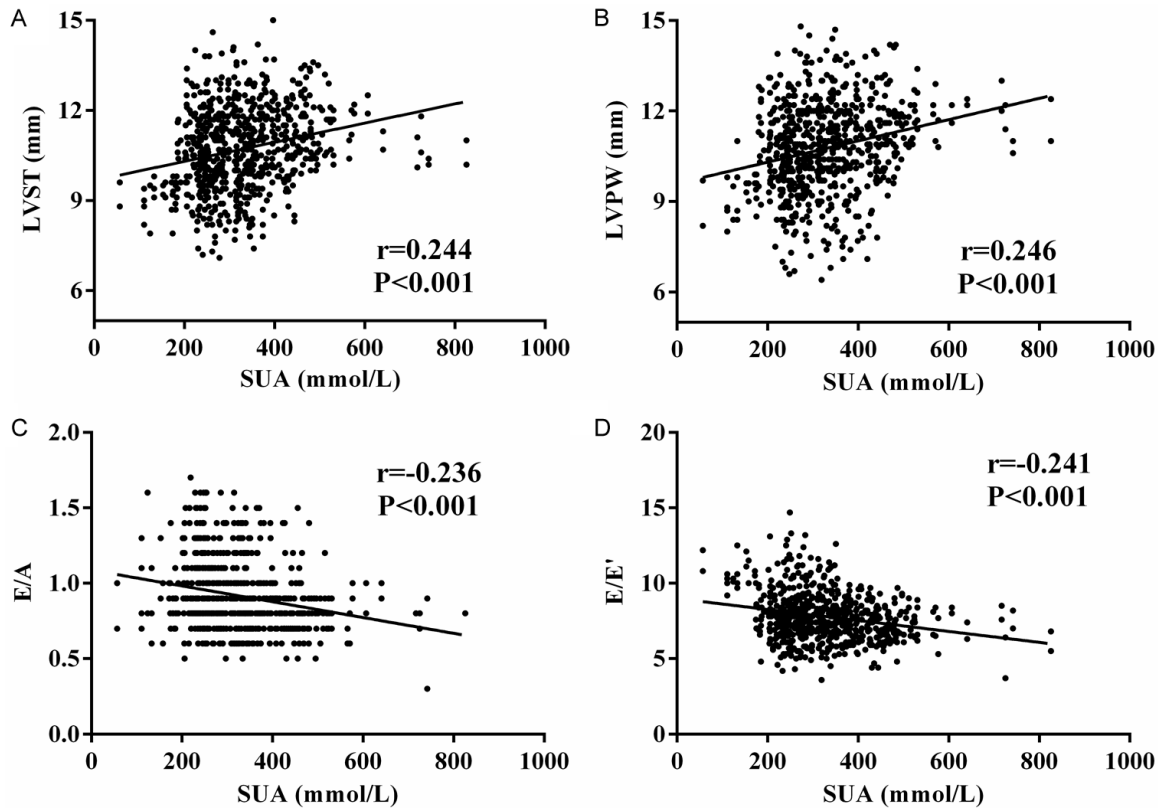 A
15
12
9
6
LVST (mm)
r=0.244
P<0.001
0 200 400 600 800 1000
SUA (mmol/L)
B
15
12
9
6
LVPW (mm)
r=0.246
P<0.001
0 200 400 600 800 1000
SUA (mmol/L)
C
2.0
1.5
1.0
0.5
0.0
E/A
r=-0.236
P<0.001
0 200 400 600 800 1000
SUA (mmol/L)
D
20
15
10
5
0
E/E'
r=-0.241
P<0.001
0 200 400 600 800 1000
SUA (mmol/L)